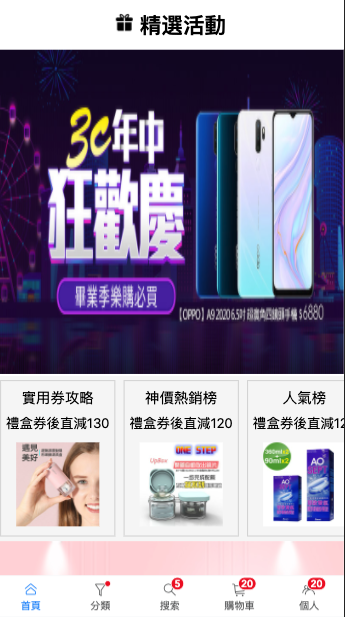 精選活動
3C年中
狂歡慶
畢業季樂購必買
【OPPO】A9 2020 6.5吋 超廣角四鏡頭手機 $6880
實用券攻略
禮盒券後直減130
遇見
美好
神價熱銷榜
禮盒券後直減120
ONE STEP
人氣榜
禮盒券後直減12
360mlx3
90mlx2
AO
AO
首頁
分類
5
搜索
20
購物車
20
個人